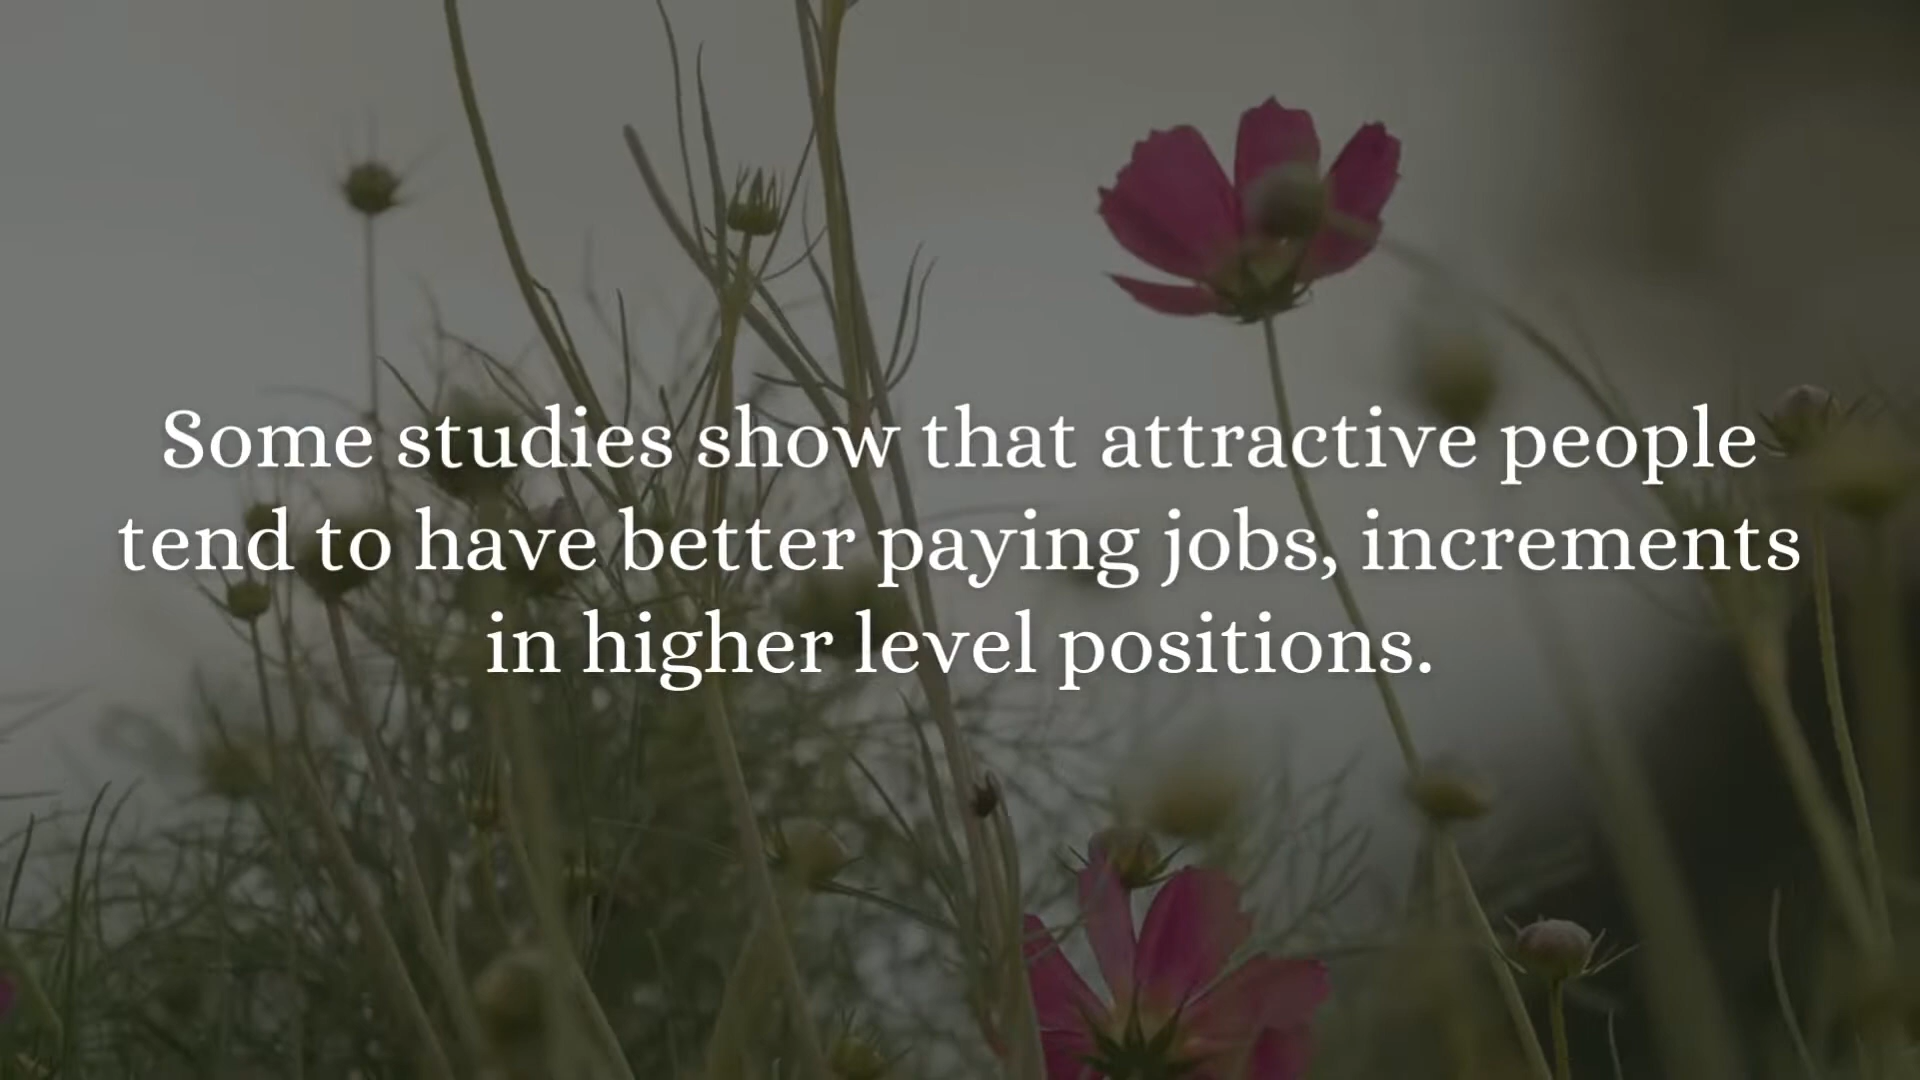 Some studies show that attractive people
tend to have better paying jobs, increments
in higher level positions.